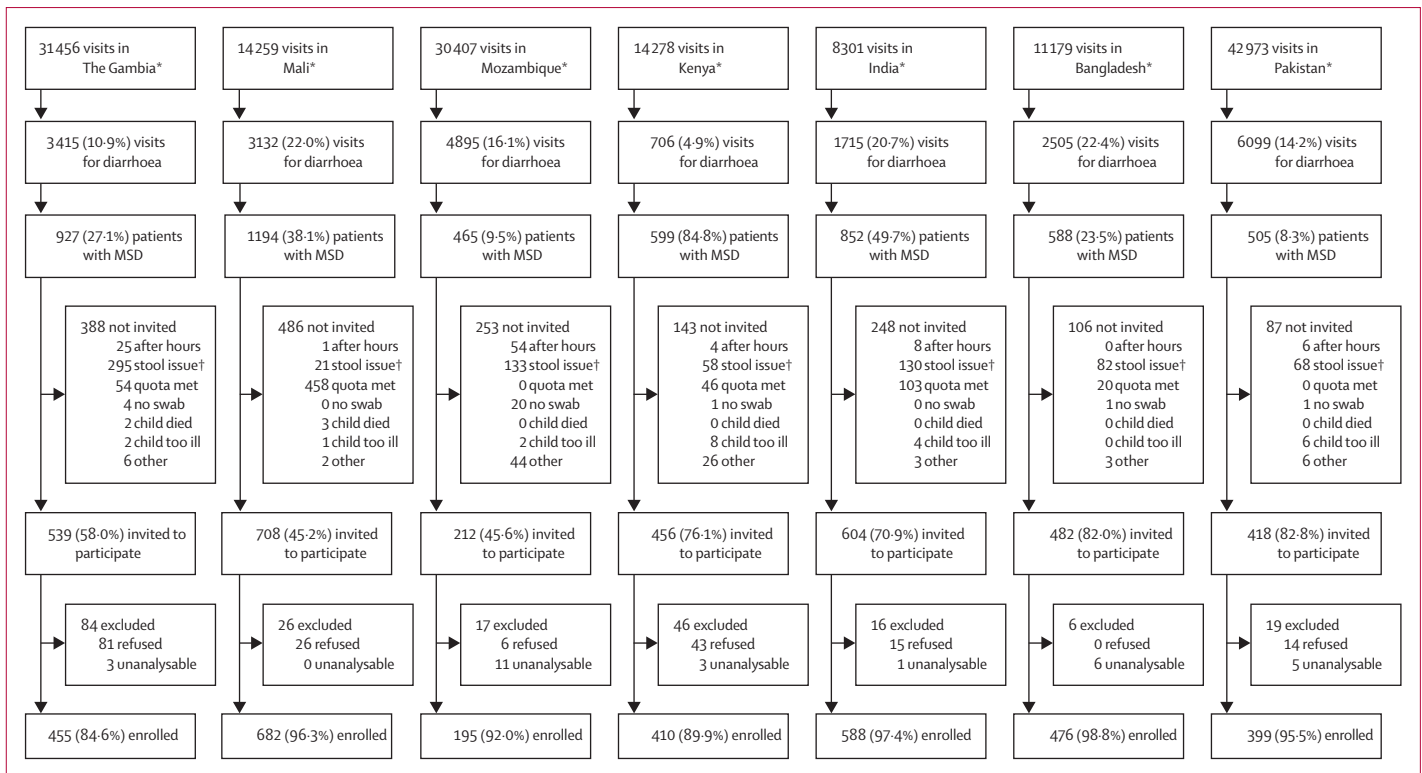 31 456 visits in
The Gambia*
3415 (10·9%) visits
for diarrhoea
927 (27·1%) patients
with MSD
388 not invited
25 after hours
295 stool issue†
54 quota met
4 no swab
2 child died
2 child too ill
6 other
539 (58·0%) invited to
participate
84 excluded
81 refused
3 unanalysable
455 (84·6%) enrolled
14 259 visits in
Mali*
3132 (22·0%) visits
for diarrhoea
1194 (38·1%) patients
with MSD
486 not invited
1 after hours
21 stool issue†
458 quota met
0 no swab
3 child died
1 child too ill
2 other
708 (45·2%) invited
to participate
26 excluded
26 refused
0 unanalysable
682 (96·3%) enrolled
30 407 visits in
Mozambique*
4895 (16·1%) visits
for diarrhoea
465 (9·5%) patients
with MSD
253 not invited
54 after hours
133 stool issue†
0 quota met
20 no swab
0 child died
2 child too ill
44 other
212 (45·6%) invited
to participate
17 excluded
6 refused
11 unanalysable
195 (92·0%) enrolled
14 278 visits in
Kenya*
706 (4·9%) visits
for diarrhoea
599 (84·8%) patients
with MSD
143 not invited
4 after hours
58 stool issue†
46 quota met
1 no swab
0 child died
8 child too ill
26 other
456 (76·1%) invited
to participate
46 excluded
43 refused
3 unanalysable
410 (89·9%) enrolled
8301 visits in
India*
1715 (20·7%) visits
for diarrhoea
852 (49·7%) patients
with MSD
248 not invited
8 after hours
130 stool issue†
103 quota met
0 no swab
0 child died
4 child too ill
3 other
604 (70·9%) invited
to participate
16 excluded
15 refused
1 unanalysable
588 (97·4%) enrolled
11 179 visits in
Bangladesh*
2505 (22·4%) visits
for diarrhoea
588 (23·5%) patients
with MSD
106 not invited
0 after hours
82 stool issue†
20 quota met
1 no swab
0 child died
0 child too ill
3 other
482 (82·0%) invited
to participate
6 excluded
0 refused
6 unanalysable
476 (98·8%) enrolled
42 973 visits in
Pakistan*
6099 (14·2%) visits
for diarrhoea
505 (8·3%) patients
with MSD
87 not invited
6 after hours
68 stool issue†
0 quota met
1 no swab
0 child died
6 child too ill
6 other
418 (82·8%) invited
to participate
19 excluded
14 refused
5 unanalysable
399 (95·5%) enrolled